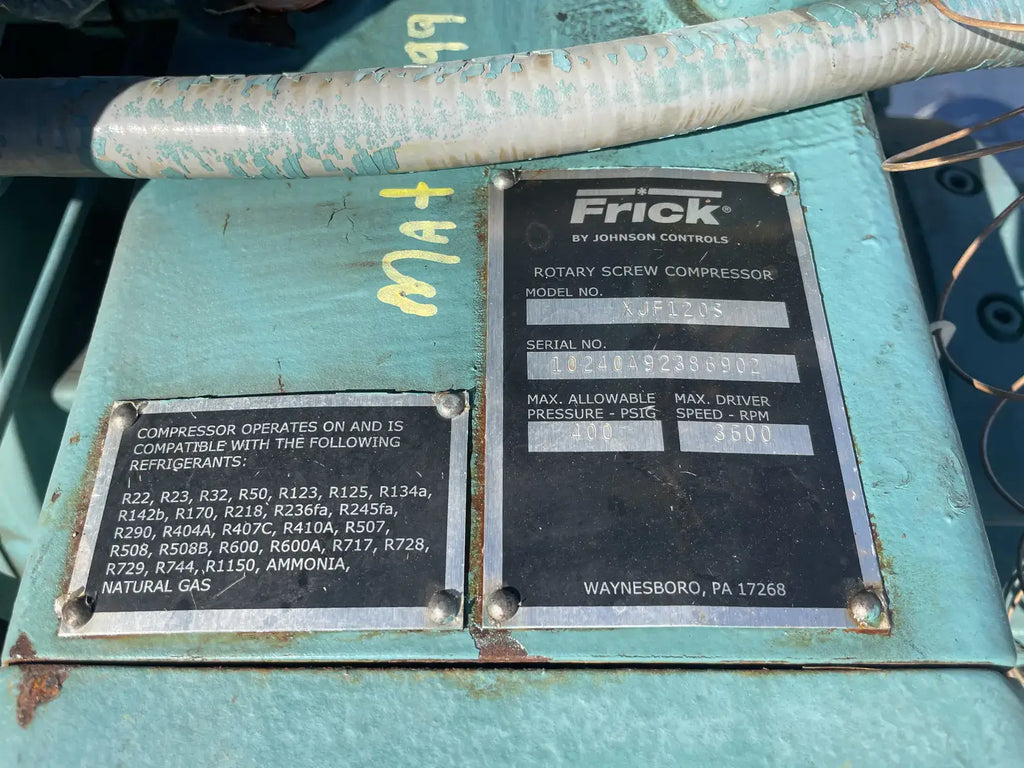 99
MAT
Frick®
BY JOHNSON CONTROLS
ROTARY SCREW COMPRESSOR
MODEL NO.
XJF120S
SERIAL NO.
10240A92386902
MAX. ALLOWABLE PRESSURE - PSIG
400
MAX. DRIVER SPEED - RPM
3600
WAYNESBORO, PA 17268
COMPRESSOR OPERATES ON AND IS
COMPATIBLE WITH THE FOLLOWING
REFRIGERANTS:
R22, R23, R32, R50, R123, R125, R134a,
R142b, R170, R218, R236fa, R245fa,
R290, R404A, R407C, R410A, R507,
R508, R508B, R600, R600A, R717, R728,
R729, R744, R1150, AMMONIA,
NATURAL GAS